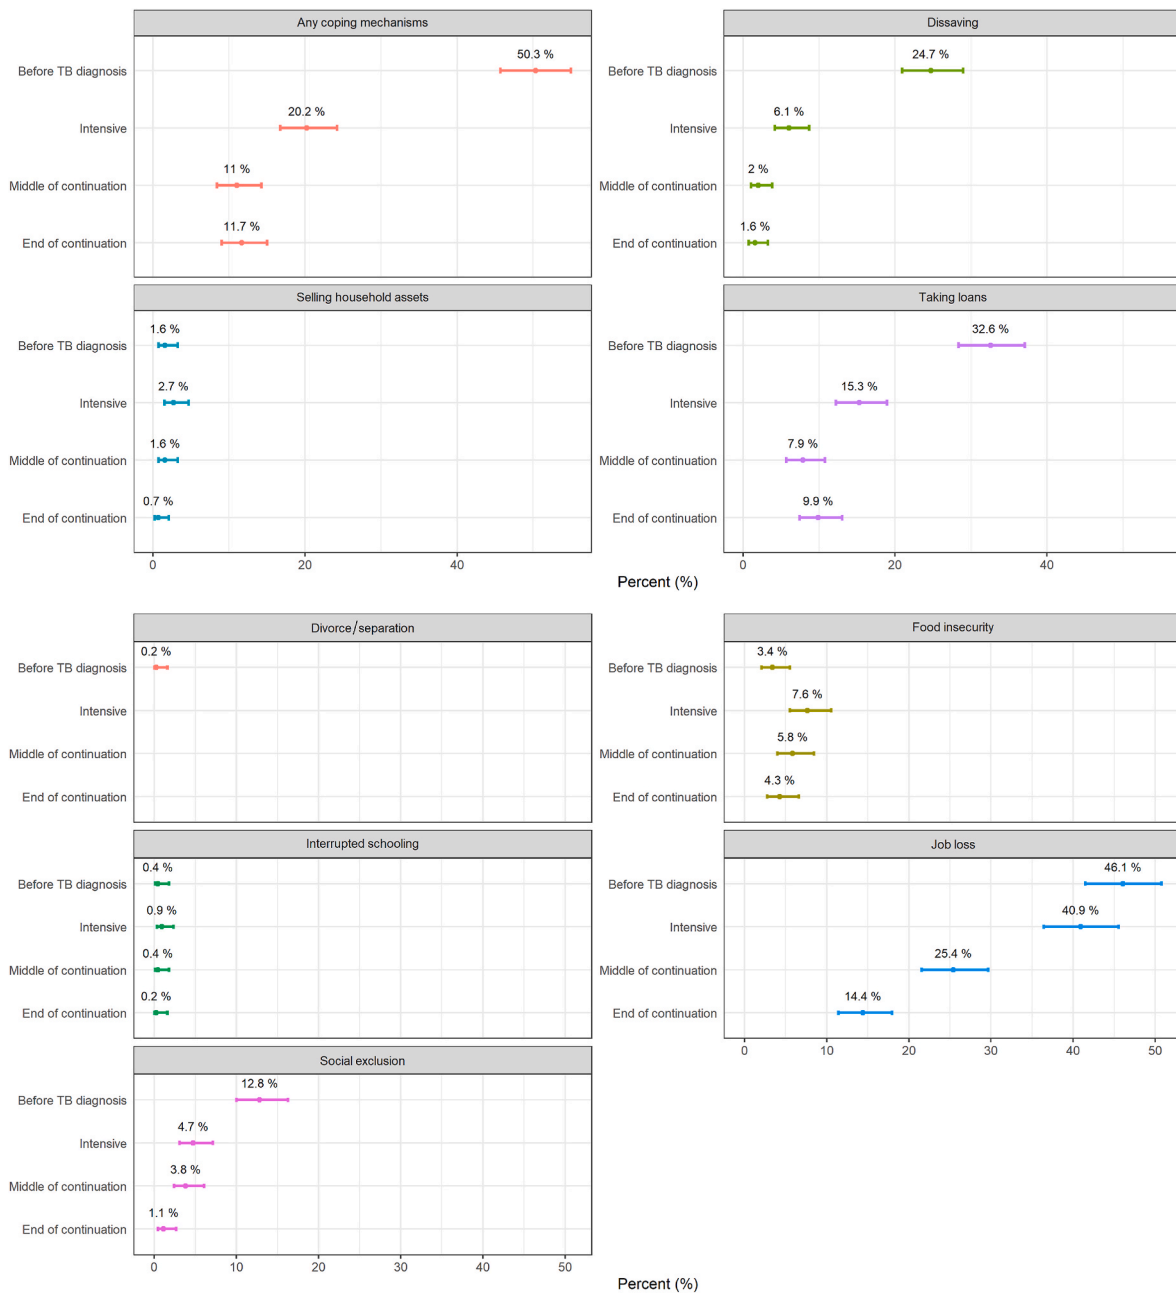 Any coping mechanisms
Before TB diagnosis
50.3 %
Intensive
20.2 %
Middle of continuation
11 %
End of continuation
11.7 %
Dissaving
Before TB diagnosis
24.7 %
Intensive
6.1 %
Middle of continuation
2 %
End of continuation
1.6 %
Selling household assets
Before TB diagnosis
1.6 %
Intensive
2.7 %
Middle of continuation
1.6 %
End of continuation
0.7 %
0 20 40
Taking loans
Before TB diagnosis
32.6 %
Intensive
15.3 %
Middle of continuation
7.9 %
End of continuation
9.9 %
0 20 40
Percent (%)
Divorce/separation
Before TB diagnosis
0.2 %
Intensive
Middle of continuation
End of continuation
Food insecurity
Before TB diagnosis
3.4 %
Intensive
7.6 %
Middle of continuation
5.8 %
End of continuation
4.3 %
Interrupted schooling
Before TB diagnosis
0.4 %
Intensive
0.9 %
Middle of continuation
0.4 %
End of continuation
0.2 %
Job loss
Before TB diagnosis
46.1 %
Intensive
40.9 %
Middle of continuation
25.4 %
End of continuation
14.4 %
0 10 20 30 40 50
Social exclusion
Before TB diagnosis
12.8 %
Intensive
4.7 %
Middle of continuation
3.8 %
End of continuation
1.1 %
0 10 20 30 40 50
Percent (%)